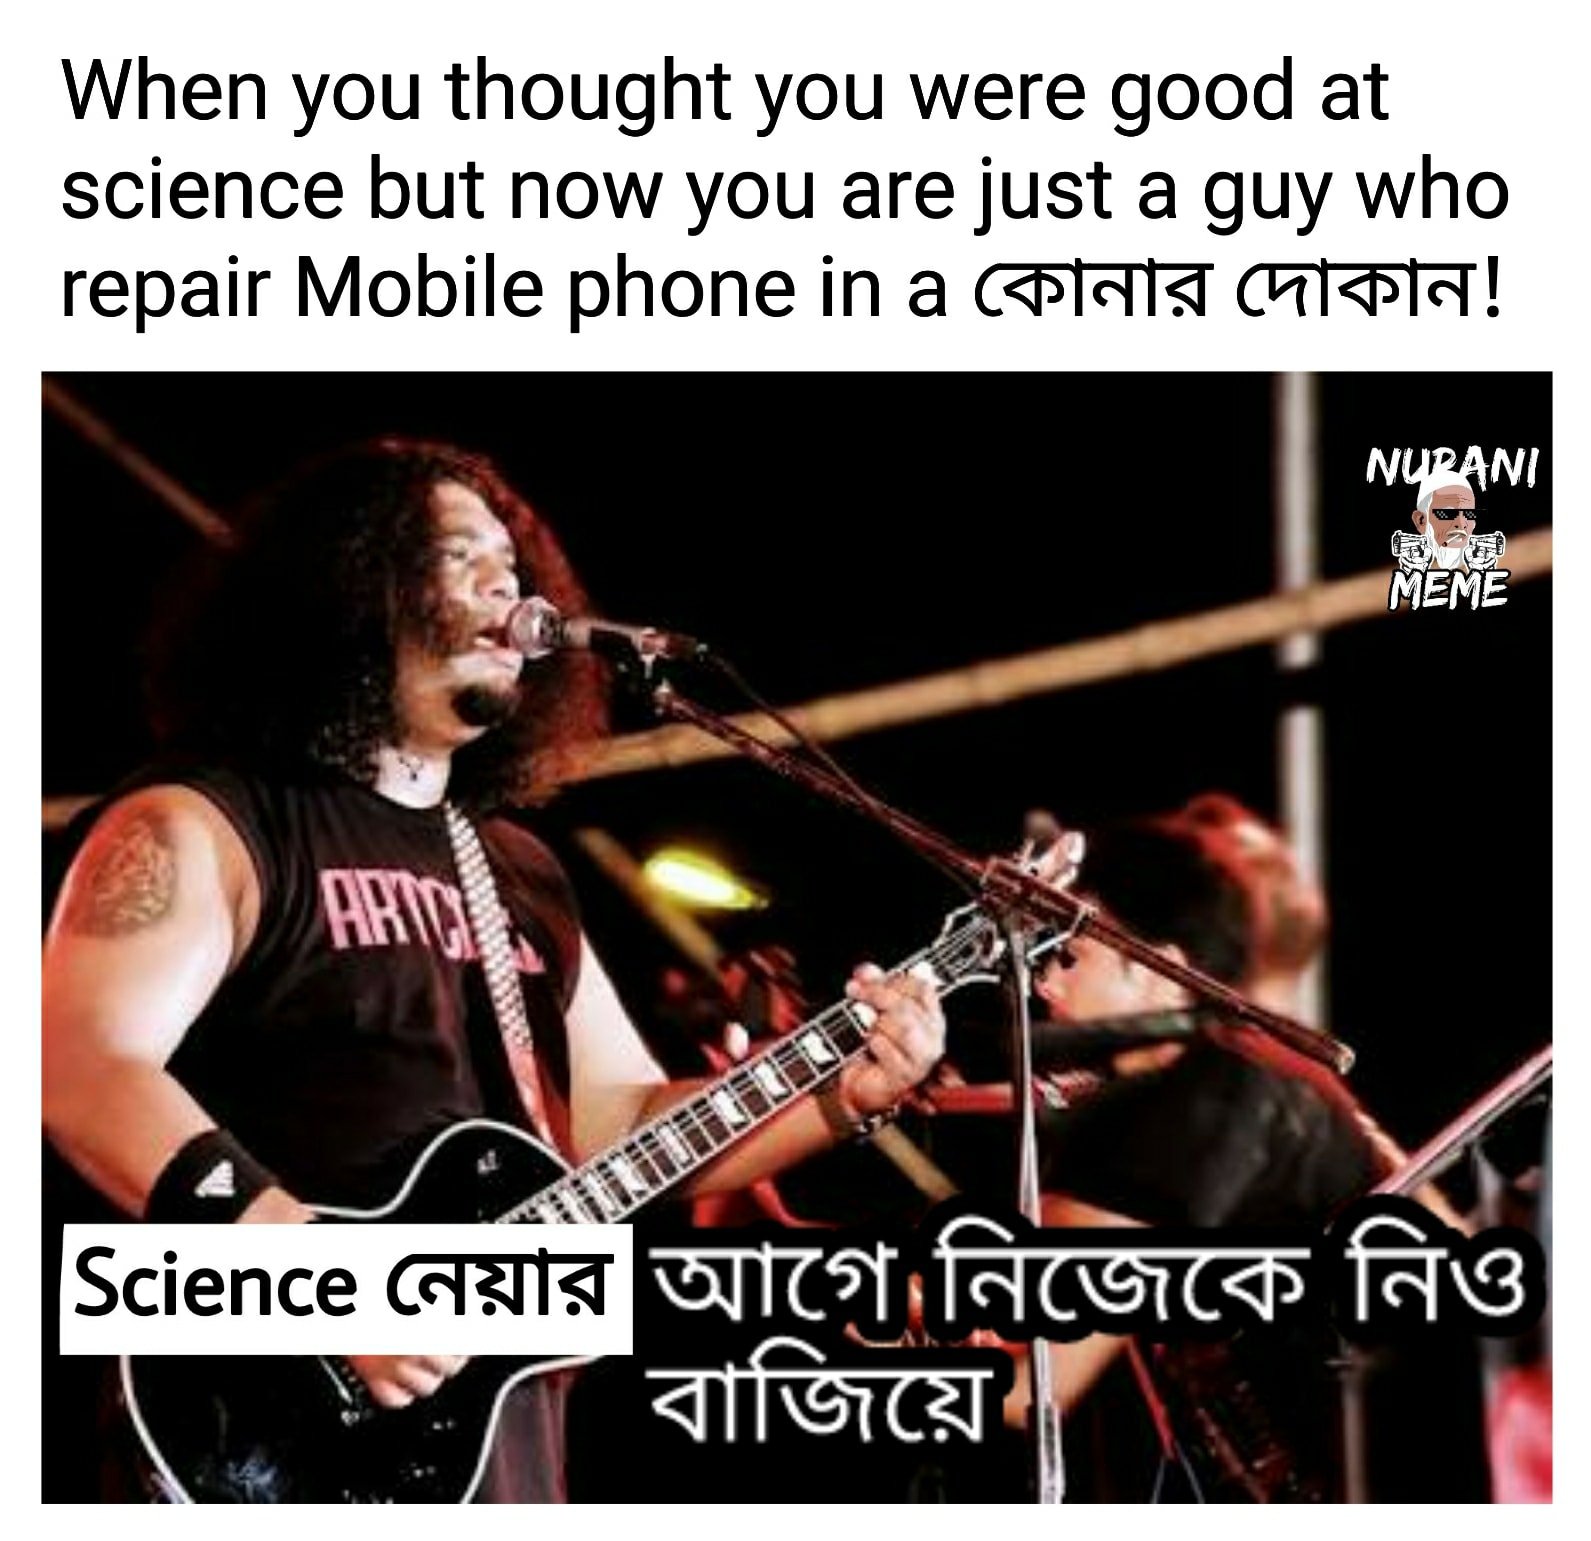 When you thought you were good at
science but now you are just a guy who
repair Mobile phone in a কোনার দোকান!
NURANI
MEME
Science নেয়ার আগে নিজেকে নিও
বাজিয়ে